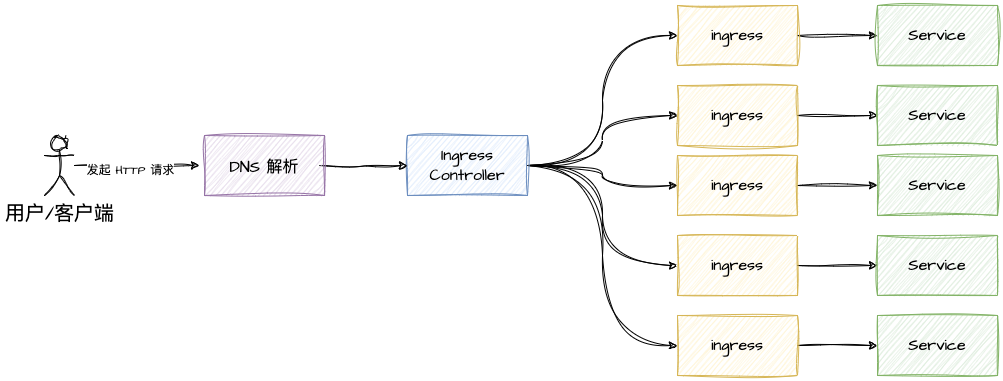 用户/客户端
发起 HTTP 请求
DNS 解析
Ingress
Controller
ingress
Service
ingress
Service
ingress
Service
ingress
Service
ingress
Service